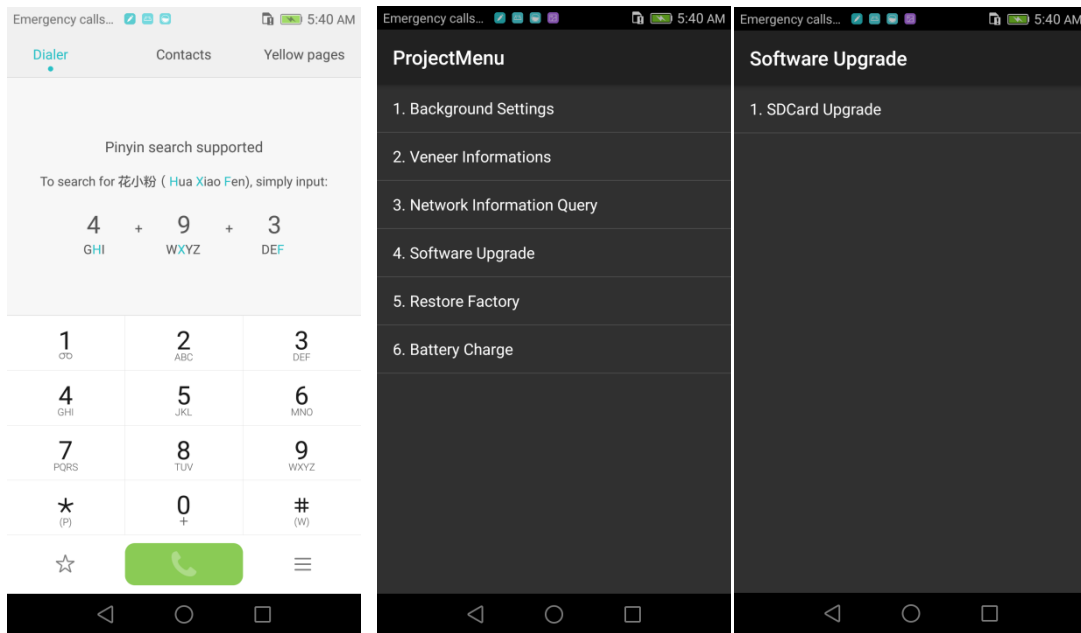 Emergency calls... 5:40 AM
Dialer Contacts Yellow pages
Pinyin search supported
To search for 花小粉 ( Hua Xiao Fen), simply input:
4 + 9 + 3
GHI WXYZ DEF
1 2 3
ABC DEF
4 5 6
GHI JKL MNO
7 8 9
PQRS TUV WXYZ
* 0 #
(P) + (W)
Emergency calls... 5:40 AM
ProjectMenu
1. Background Settings
2. Veneer Informations
3. Network Information Query
4. Software Upgrade
5. Restore Factory
6. Battery Charge
Emergency calls... 5:40 AM
Software Upgrade
1. SDCard Upgrade